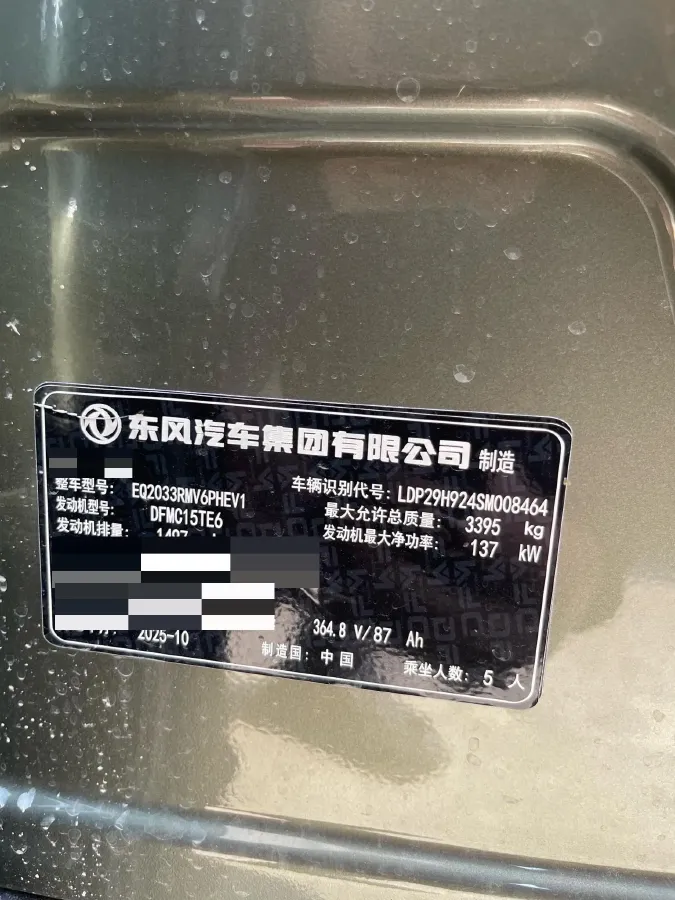 东风汽车集团有限公司 制造
整车型号: EQ2033RMV6PHEV1
车辆识别代号: LDP29H924SM008464
发动机型号: DFMC15TE6
最大允许总质量: 3395 kg
发动机排量:
发动机最大净功率: 137 kW
364.8 V/87 Ah
2025-10
制造国: 中国
乘坐人数: 5 人